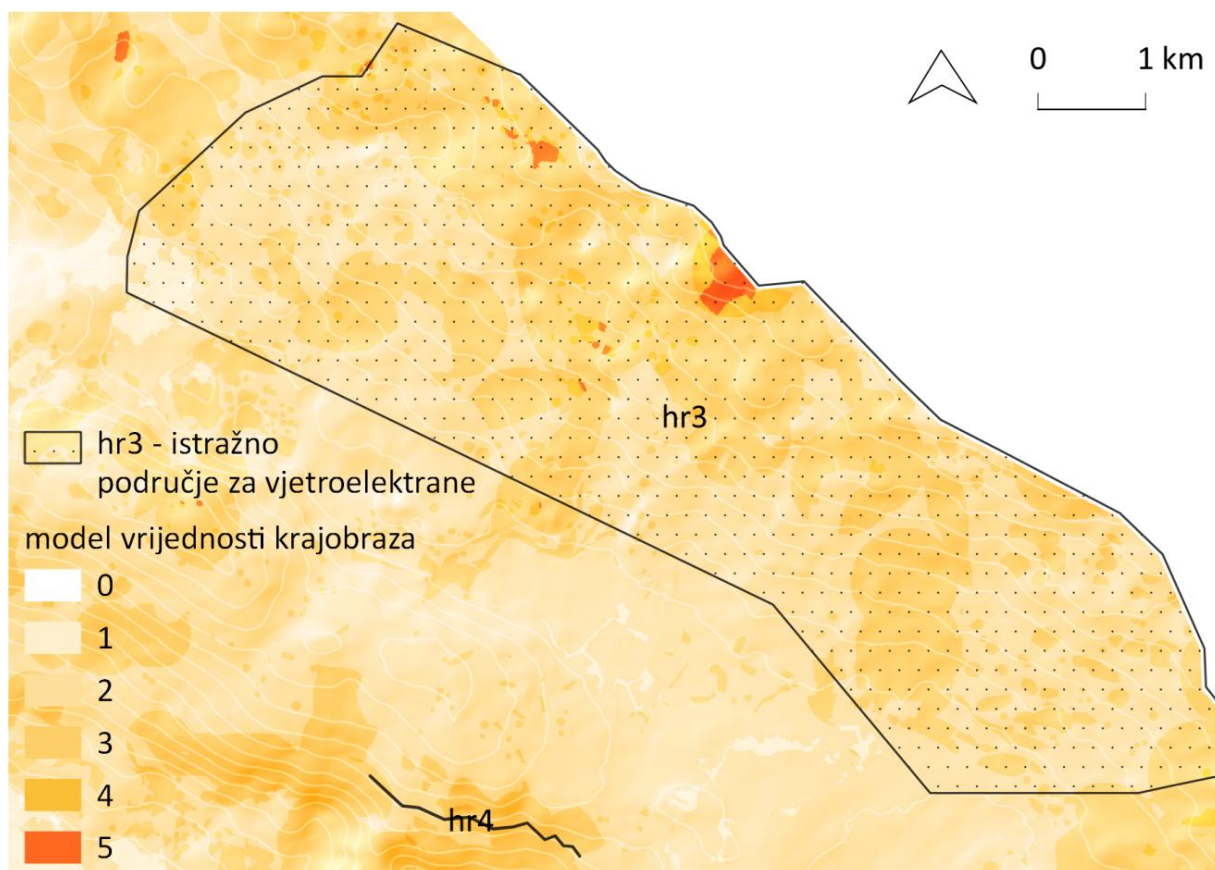 0 1 km
hr3
hr3 - istražno
područje za vjetroelektrane
model vrijednosti krajobraza
0
1
2
3
4
5
hr4